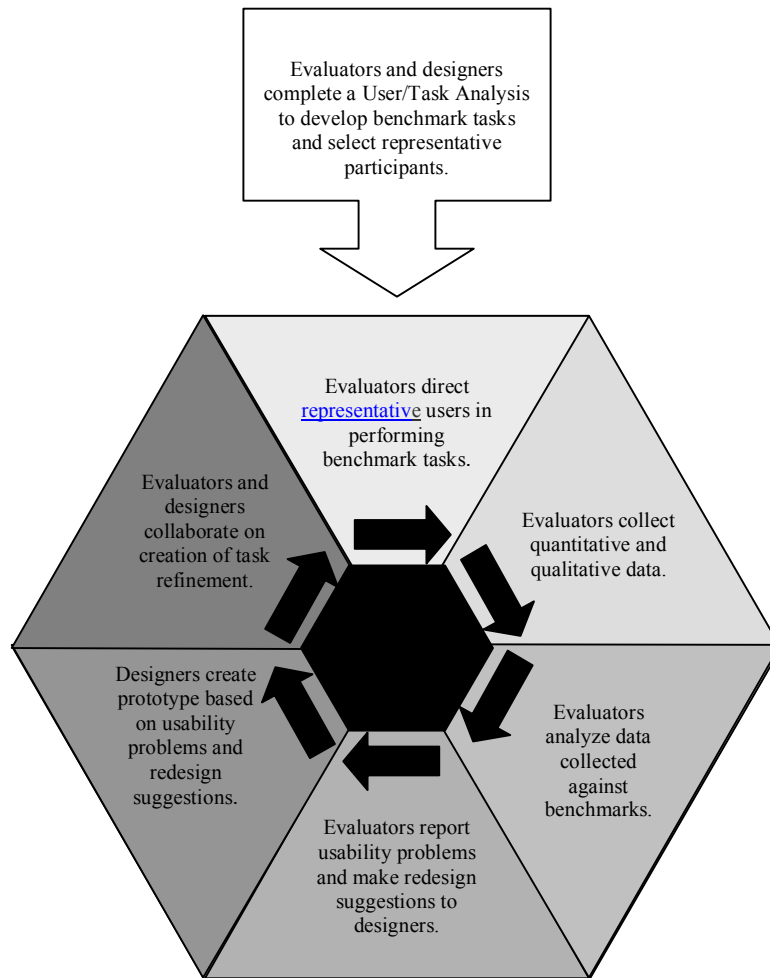 Evaluators and designers
complete a User/Task Analysis
to develop benchmark tasks
and select representative
participants.
Evaluators direct
representative users in
performing
benchmark tasks.
Evaluators collect
quantitative and
qualitative data.
Evaluators
analyze data
collected
against
benchmarks.
Evaluators report
usability problems
and make redesign
suggestions to
designers.
Designers create
prototype based
on usability
problems and
redesign
suggestions.
Evaluators and
designers
collaborate on
creation of task
refinement.